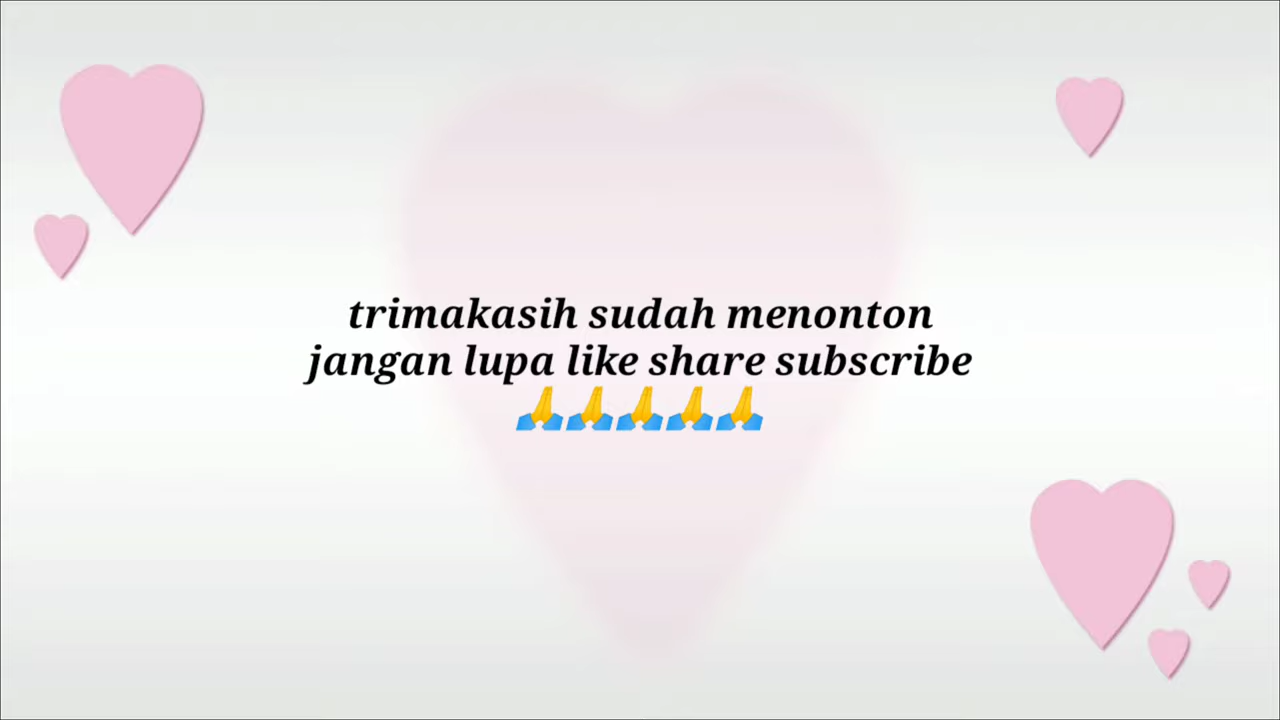 trimakasih sudah menonton
jangan lupa like share subscribe
🙏🙏🙏🙏🙏